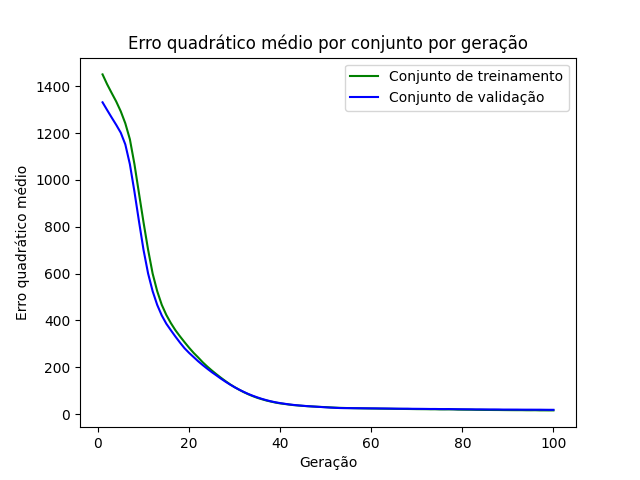 Erro quadrático médio por conjunto por geração
Conjunto de treinamento
Conjunto de validação
Erro quadrático médio
1400
1200
1000
800
600
400
200
0
0 20 40 60 80 100
Geração